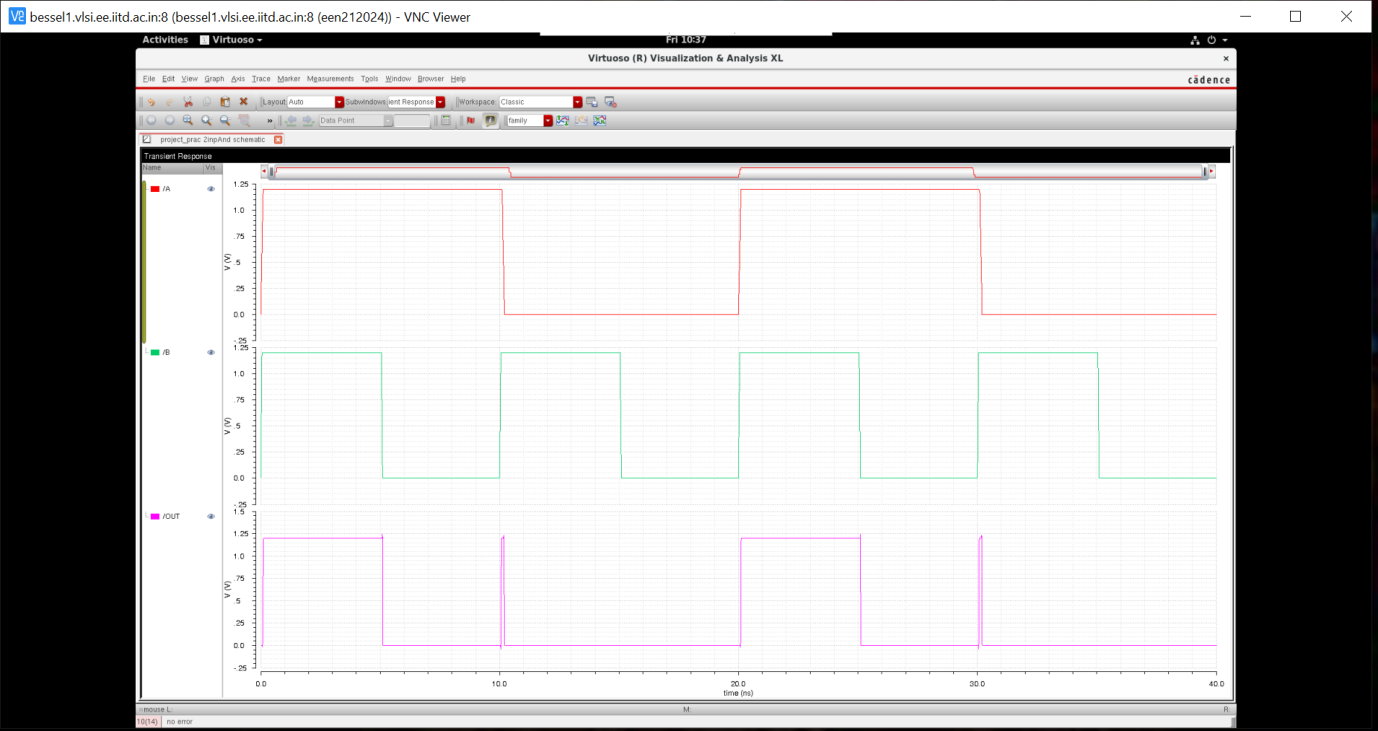 bessel1.vlsi.ee.iitd.ac.in:8 (bessel1.vlsi.ee.iitd.ac.in:8 (een212024)) - VNC Viewer
Activities Virtuoso Fri 10:37
Virtuoso (R) Visualization & Analysis XL
File Edit View Graph Axis Trace Marker Measurements Tools Window Browser Help cādence
Layout Auto Subwindows: ient Response Workspace: Classic
» Data Point family
project_prac 2inpAnd schematic
Transient Response
Name Vis
/A
1.25
1.0
.75
.5
.25
0.0
-.25
V (V)
/B
1.25
1.0
.75
.5
.25
0.0
-.25
V (V)
/OUT
1.5
1.25
1.0
.75
.5
.25
0.0
-.25
V (V)
0.0 10.0 20.0 30.0 40.0
time (ns)
mouse L: M: R:
10(14) no error